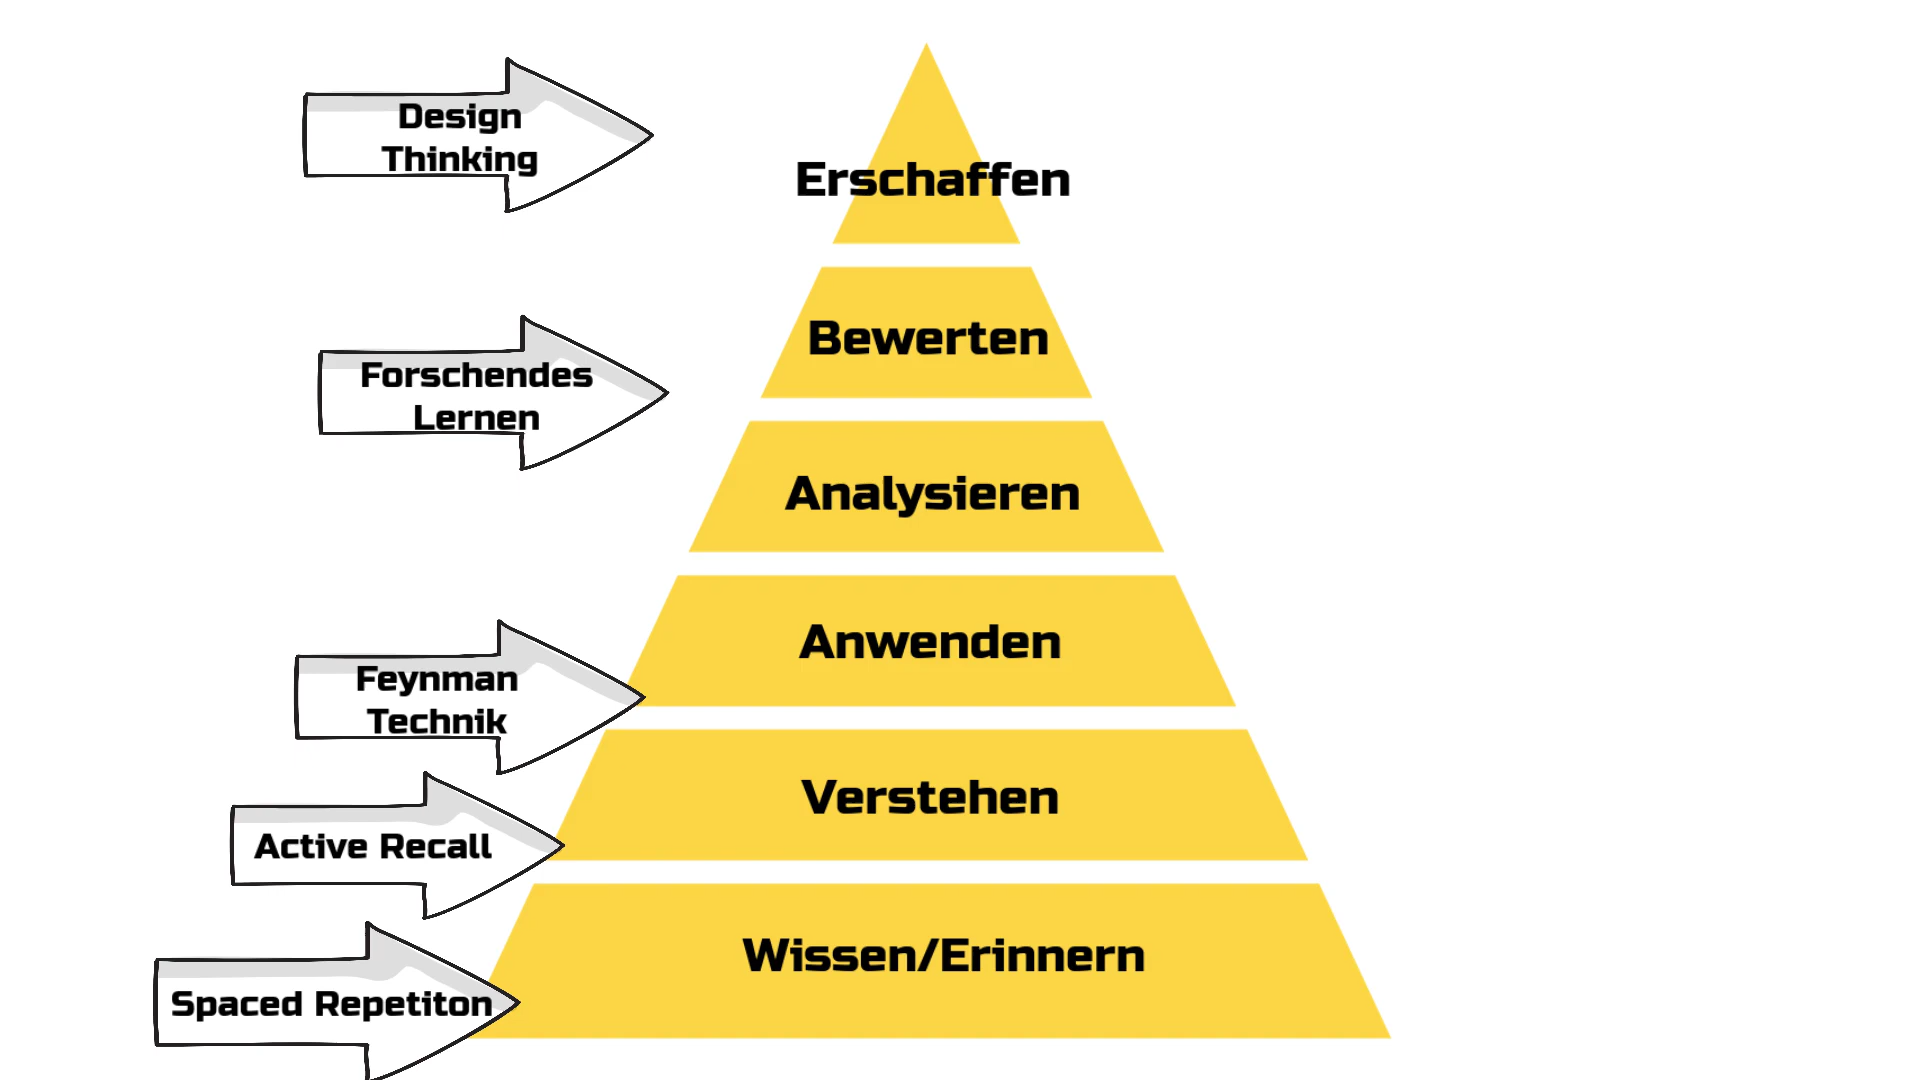 Design
Thinking
Erschaffen
Bewerten
Forschendes
Lernen
Analysieren
Anwenden
Feynman
Technik
Verstehen
Active Recall
Wissen/Erinnern
Spaced Repetiton